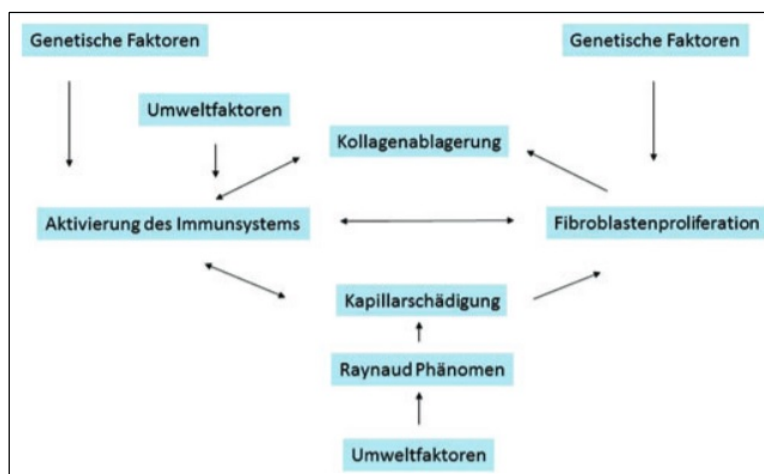 Genetische Faktoren
Genetische Faktoren
Umweltfaktoren
Kollagenablagerung
Aktivierung des Immunsystems
Fibroblastenproliferation
Kapillarschädigung
Raynaud Phänomen
Umweltfaktoren